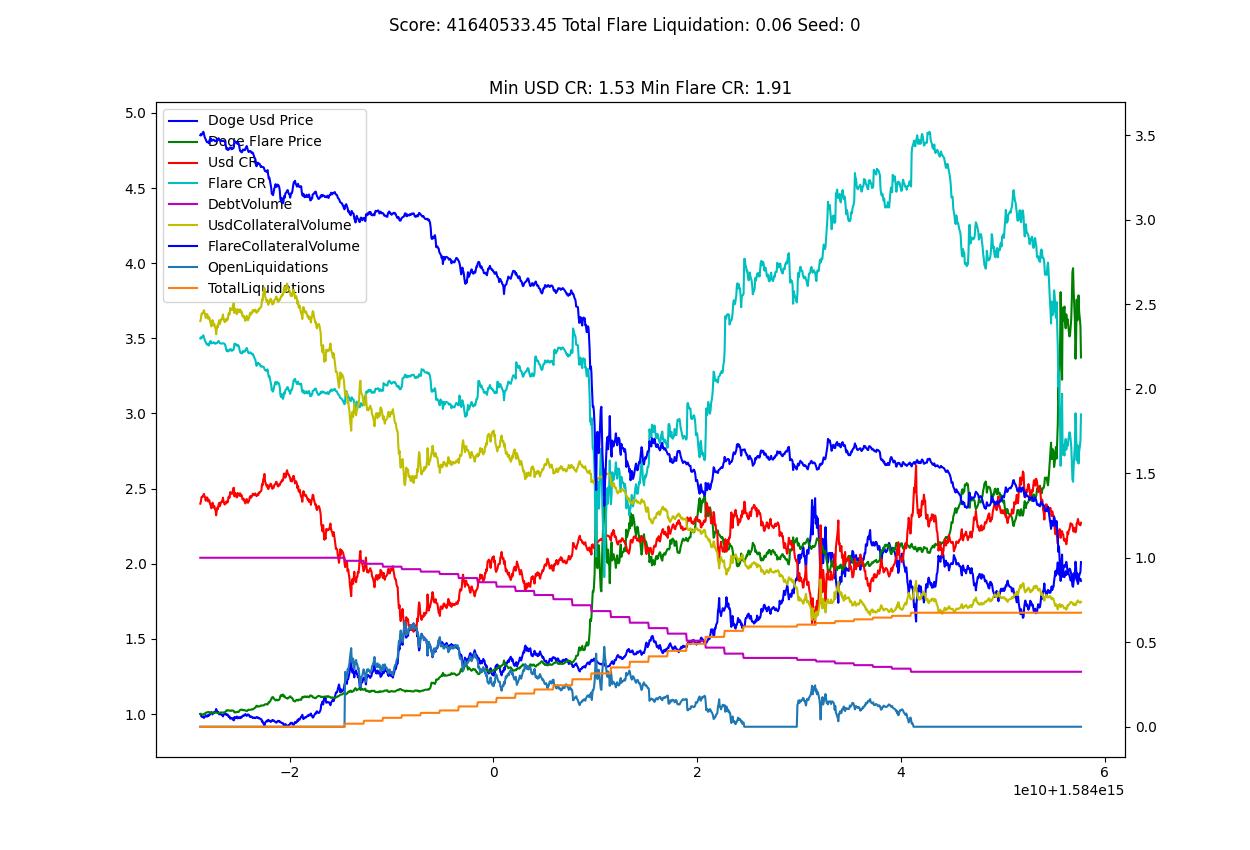 Score: 41640533.45 Total Flare Liquidation: 0.06 Seed: 0
Min USD CR: 1.53 Min Flare CR: 1.91
Doge Usd Price
Doge Flare Price
Usd CR
Flare CR
DebtVolume
UsdCollateralVolume
FlareCollateralVolume
OpenLiquidations
TotalLiquidations
5.0
4.5
4.0
3.5
3.0
2.5
2.0
1.5
1.0
3.5
3.0
2.5
2.0
1.5
1.0
0.5
0.0
−2 0 2 4 6
1e10+1.584e15